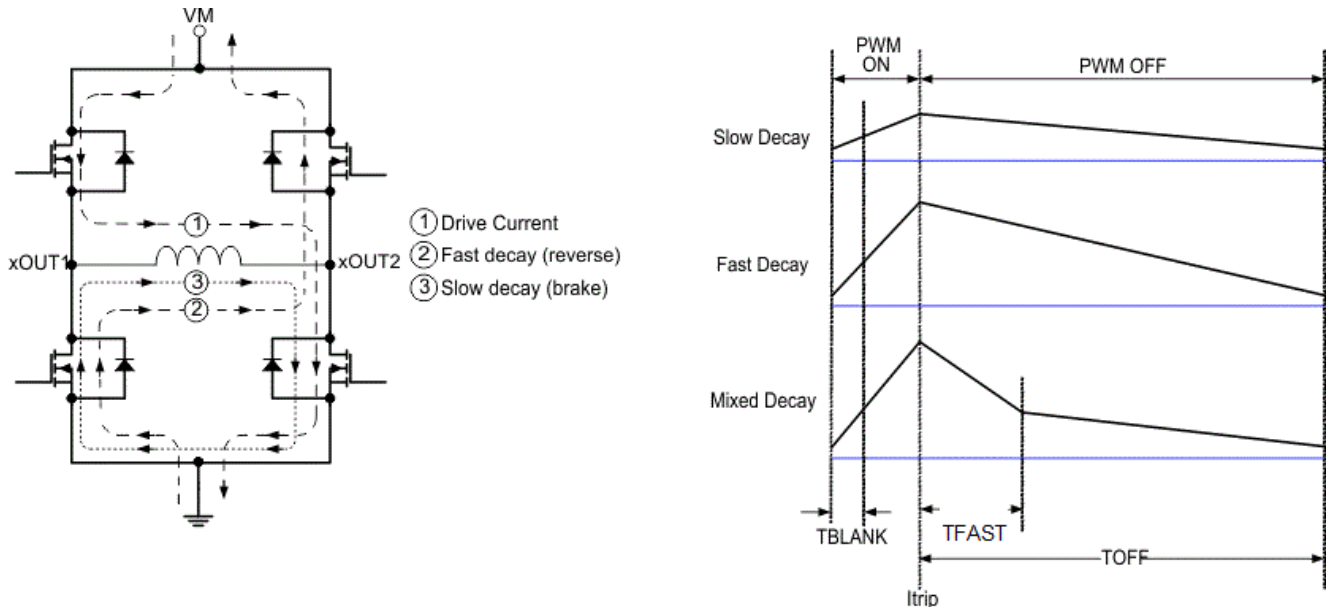 VM
xOUT1
xOUT2
1
3
2
1 Drive Current
2 Fast decay (reverse)
3 Slow decay (brake)
PWM
ON
PWM OFF
Slow Decay
Fast Decay
Mixed Decay
TBLANK
TFAST
TOFF
Itrip